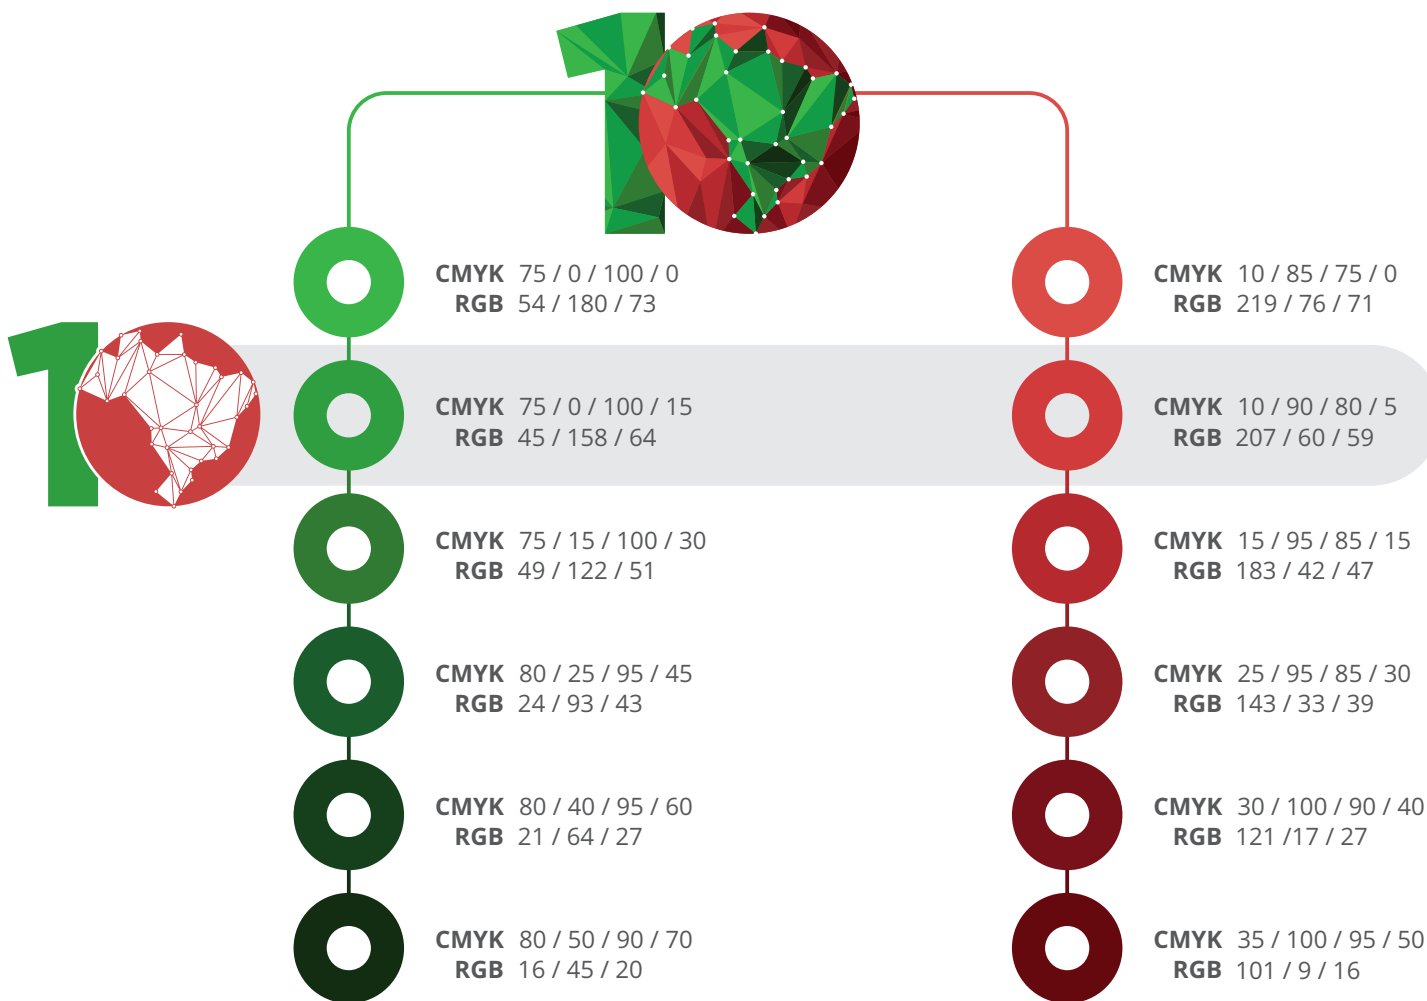 10
CMYK 75 / 0 / 100 / 0
RGB 54 / 180 / 73
CMYK 10 / 85 / 75 / 0
RGB 219 / 76 / 71
10
CMYK 75 / 0 / 100 / 15
RGB 45 / 158 / 64
CMYK 10 / 90 / 80 / 5
RGB 207 / 60 / 59
CMYK 75 / 15 / 100 / 30
RGB 49 / 122 / 51
CMYK 15 / 95 / 85 / 15
RGB 183 / 42 / 47
CMYK 80 / 25 / 95 / 45
RGB 24 / 93 / 43
CMYK 25 / 95 / 85 / 30
RGB 143 / 33 / 39
CMYK 80 / 40 / 95 / 60
RGB 21 / 64 / 27
CMYK 30 / 100 / 90 / 40
RGB 121 /17 / 27
CMYK 80 / 50 / 90 / 70
RGB 16 / 45 / 20
CMYK 35 / 100 / 95 / 50
RGB 101 / 9 / 16